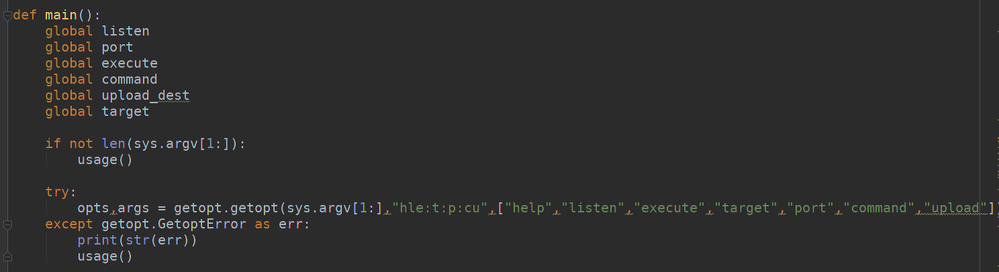 def main():
    global listen
    global port
    global execute
    global command
    global upload_dest
    global target
    if not len(sys.argv[1:]):
        usage()
    try:
        opts,args = getopt.getopt(sys.argv[1:],"hle:t:p:cu",["help","listen","execute","target","port","command","upload"])
    except getopt.GetoptError as err:
        print(str(err))
        usage()